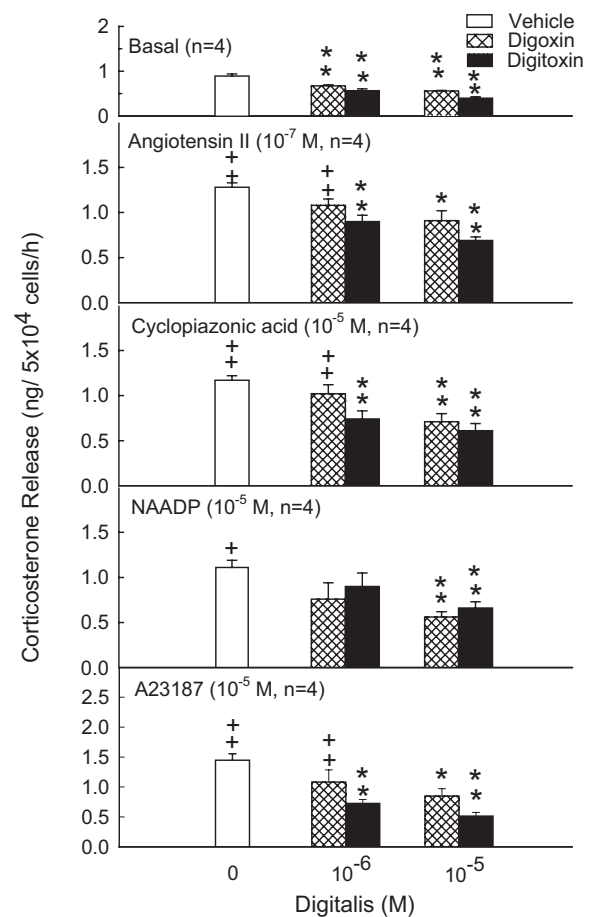 Vehicle
Digoxin
Digitoxin
Basal (n=4)
2
1
0
* * * *
* * * *
Angiotensin II (10⁻⁷ M, n=4)
1.5
1.0
0.5
0.0
+ + * * *
+ + * *
Cyclopiazonic acid (10⁻⁵ M, n=4)
1.5
1.0
0.5
0.0
+ + * * *
+ + * * *
NAADP (10⁻⁵ M, n=4)
1.5
1.0
0.5
0.0
+ * *
* *
A23187 (10⁻⁵ M, n=4)
2.5
2.0
1.5
1.0
0.5
0.0
+ + * * *
+ + * *
0 10⁻⁶ 10⁻⁵
Digitalis (M)
Corticosterone Release (ng/ 5x10⁴ cells/h)